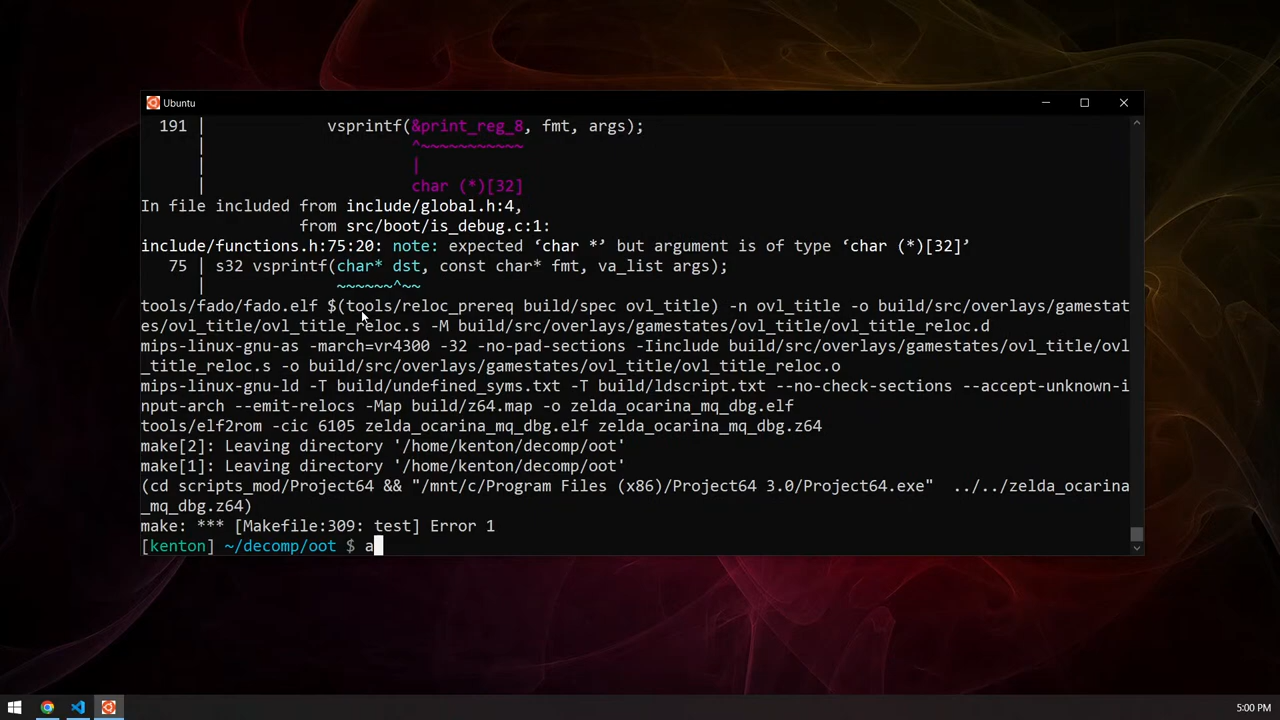 Ubuntu
191 | vsprintf(&print_reg_8, fmt, args);
| ^~~~~~~~~~~~
| |
| char (*)[32]
In file included from include/global.h:4,
from src/boot/is_debug.c:1:
include/functions.h:75:20: note: expected ‘char *’ but argument is of type ‘char (*)[32]’
75 | s32 vsprintf(char* dst, const char* fmt, va_list args);
| ~~~~~~^~~
tools/fado/fado.elf $(tools/reloc_prereq build/spec ovl_title) -n ovl_title -o build/src/overlays/gamestat
es/ovl_title/ovl_title_reloc.s -M build/src/overlays/gamestates/ovl_title/ovl_title_reloc.d
mips-linux-gnu-as -march=vr4300 -32 -no-pad-sections -Iinclude build/src/overlays/gamestates/ovl_title/ovl
_title_reloc.s -o build/src/overlays/gamestates/ovl_title/ovl_title_reloc.o
mips-linux-gnu-ld -T build/undefined_syms.txt -T build/ldscript.txt --no-check-sections --accept-unknown-i
nput-arch --emit-relocs -Map build/z64.map -o zelda_ocarina_mq_dbg.elf
tools/elf2rom -cic 6105 zelda_ocarina_mq_dbg.elf zelda_ocarina_mq_dbg.z64
make[2]: Leaving directory '/home/kenton/decomp/oot'
make[1]: Leaving directory '/home/kenton/decomp/oot'
(cd scripts_mod/Project64 && "/mnt/c/Program Files (x86)/Project64 3.0/Project64.exe"  ../../zelda_ocarina
_mq_dbg.z64)
make: *** [Makefile:309: test] Error 1
[kenton] ~/decomp/oot $ a
5:00 PM